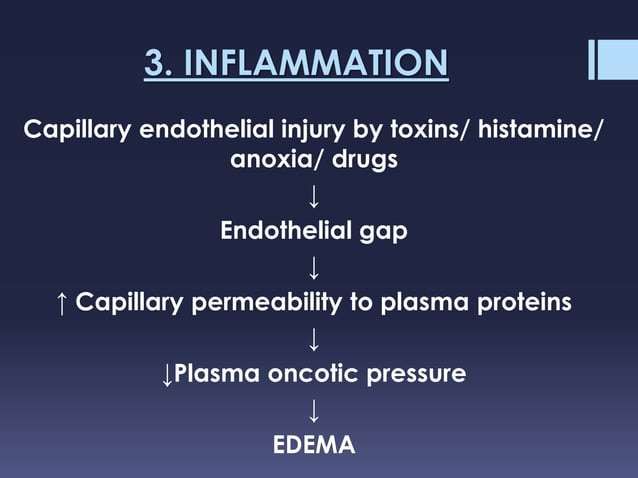 3. INFLAMMATION
Capillary endothelial injury by toxins/ histamine/
anoxia/ drugs
↓
Endothelial gap
↓
↑ Capillary permeability to plasma proteins
↓
↓Plasma oncotic pressure
↓
EDEMA